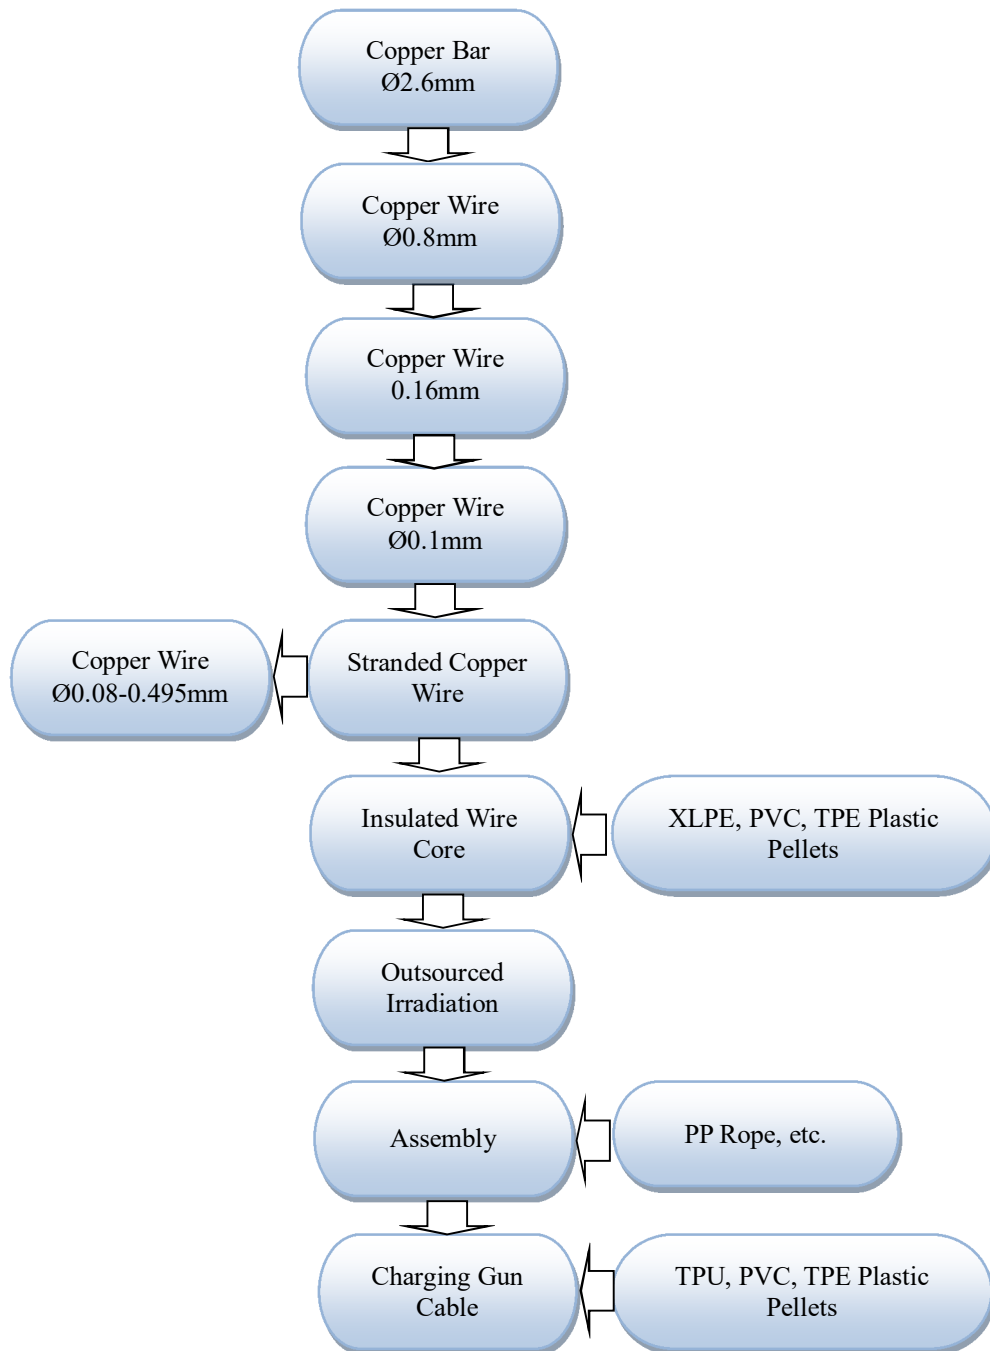 Copper Bar
Ø2.6mm
Copper Wire
Ø0.8mm
Copper Wire
0.16mm
Copper Wire
Ø0.1mm
Copper Wire
Ø0.08-0.495mm
Stranded Copper
Wire
Insulated Wire
Core
XLPE, PVC, TPE Plastic
Pellets
Outsourced
Irradiation
Assembly
PP Rope, etc.
Charging Gun
Cable
TPU, PVC, TPE Plastic
Pellets